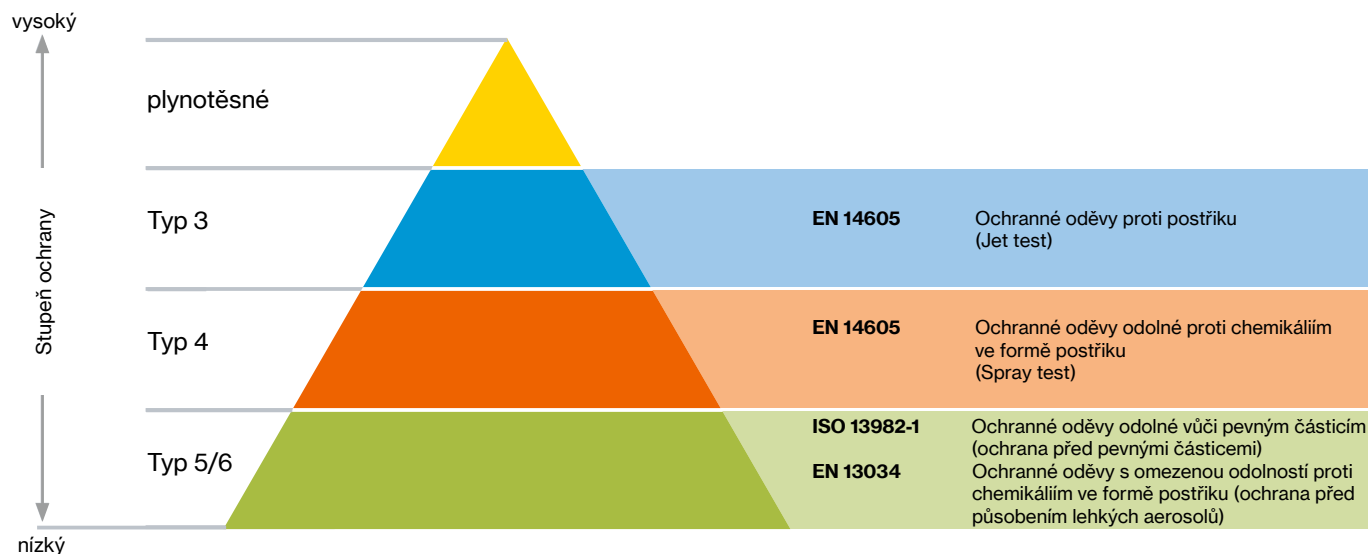 vysoký
plynotěsné
Stupeň ochrany
Typ 3
EN 14605
Ochranné oděvy proti postřiku
(Jet test)
Typ 4
EN 14605
Ochranné oděvy odolné proti chemikáliím
ve formě postřiku
(Spray test)
Typ 5/6
ISO 13982-1
Ochranné oděvy odolné vůči pevným částicím
(ochrana před pevnými částicemi)
EN 13034
Ochranné oděvy s omezenou odolností proti
chemikáliím ve formě postřiku (ochrana před
působením lehkých aerosolů)
nízký